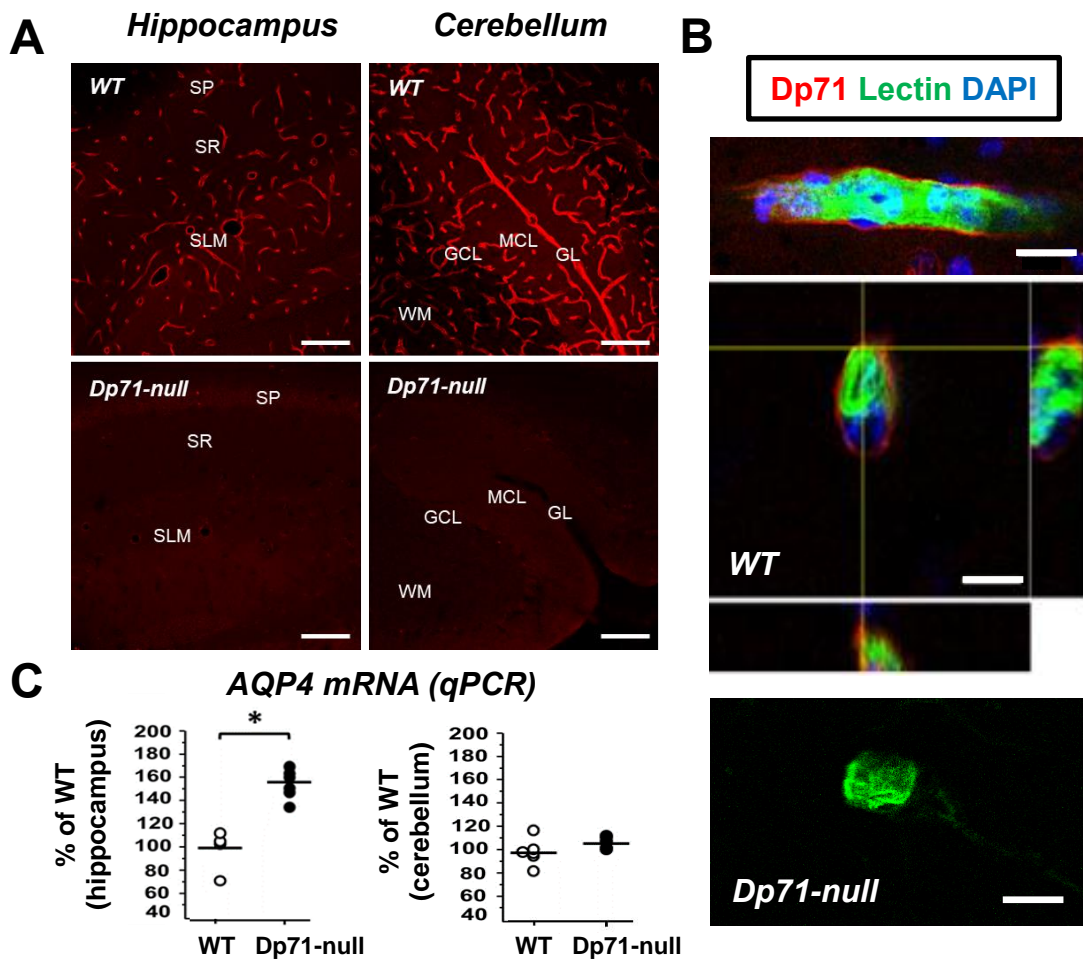 A
Hippocampus
Cerebellum
WT
SP
SR
SLM
WT
MCL
GCL
GL
WM
Dp71-null
SP
SR
SLM
Dp71-null
MCL
GCL
GL
WM
B
Dp71 Lectin DAPI
WT
Dp71-null
C
AQP4 mRNA (qPCR)
% of WT
(hippocampus)
200
180
160
140
120
100
80
60
40
*
WT
Dp71-null
% of WT
(cerebellum)
200
180
160
140
120
100
80
60
40
WT
Dp71-null